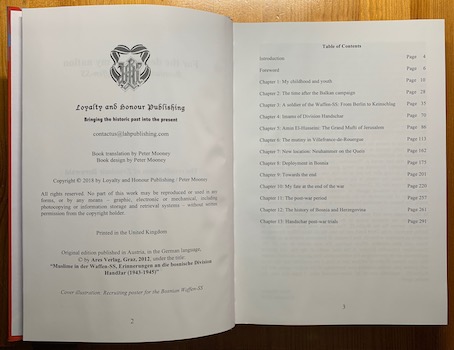 Loyalty and Honour Publishing
Bringing the historic past into the present
contactus@lahpublishing.com
Book translation by Peter Mooney
Book design by Peter Mooney
Copyright © 2018 by Loyalty and Honour Publishing / Peter Mooney
All rights reserved. No part of this work may be reproduced or used in any
forms, or by any means – graphic, electronic or mechanical, including
photocopying or information storage and retrieval systems – without written
permission from the copyright holder.
Printed in the United Kingdom.
Original edition published in Austria, in the German language,
© by Ares Verlag, Graz, 2012, under the title:
"Muslime in der Waffen-SS, Erinnerungen an die bosnische Division
Hantžar (1943-1945)"
Cover illustration: Recruiting poster for the Bosnian Waffen-SS.
2
Table of Contents
Introduction Page 4
Foreword Page 6
Chapter 1: My childhood and youth Page 10
Chapter 2: The time after the Balkan campaign Page 28
Chapter 3: A soldier of the Waffen-SS: From Berlin to Keinschlag Page 35
Chapter 4: Imams of Division Handschar Page 70
Chapter 5: Amin El-Husseini: The Grand Mufti of Jerusalem Page 86
Chapter 6: The mutiny in Villefranche-de-Rouergue Page 113
Chapter 7: New location: Neuhammer on the Queis Page 162
Chapter 8: Deployment in Bosnia Page 175
Chapter 9: Towards the end Page 201
Chapter 10: My fate at the end of the war Page 220
Chapter 11: The post-war period Page 257
Chapter 12: The history of Bosnia and Herzegovina Page 261
Chapter 13: Handschar post-war trials Page 291
3